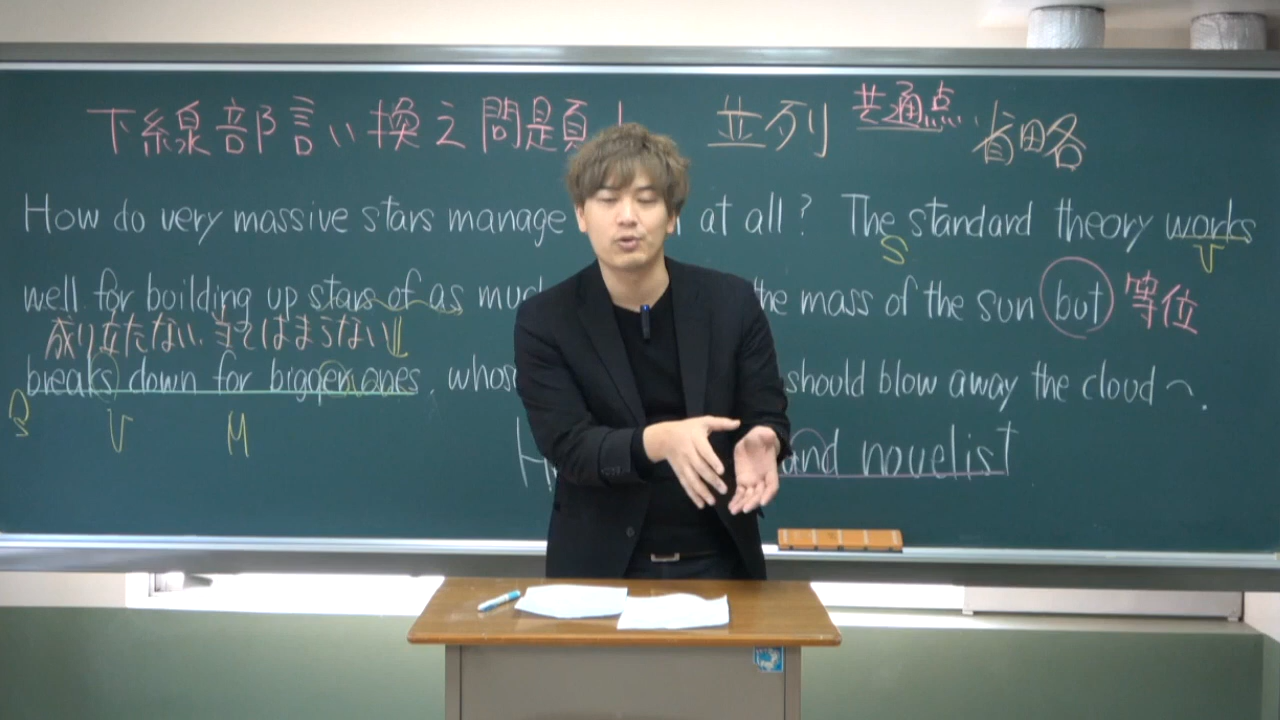 下線部言い換え問題! 並列 共通点 省略
How do very massive stars manage at all? The standard theory works
S V
well for building up stars of as the mass of the sun but 等位
成り立たない 当てはまらない
breaks down for bigger ones, should blow away the cloud ~.
S V M
and novelist